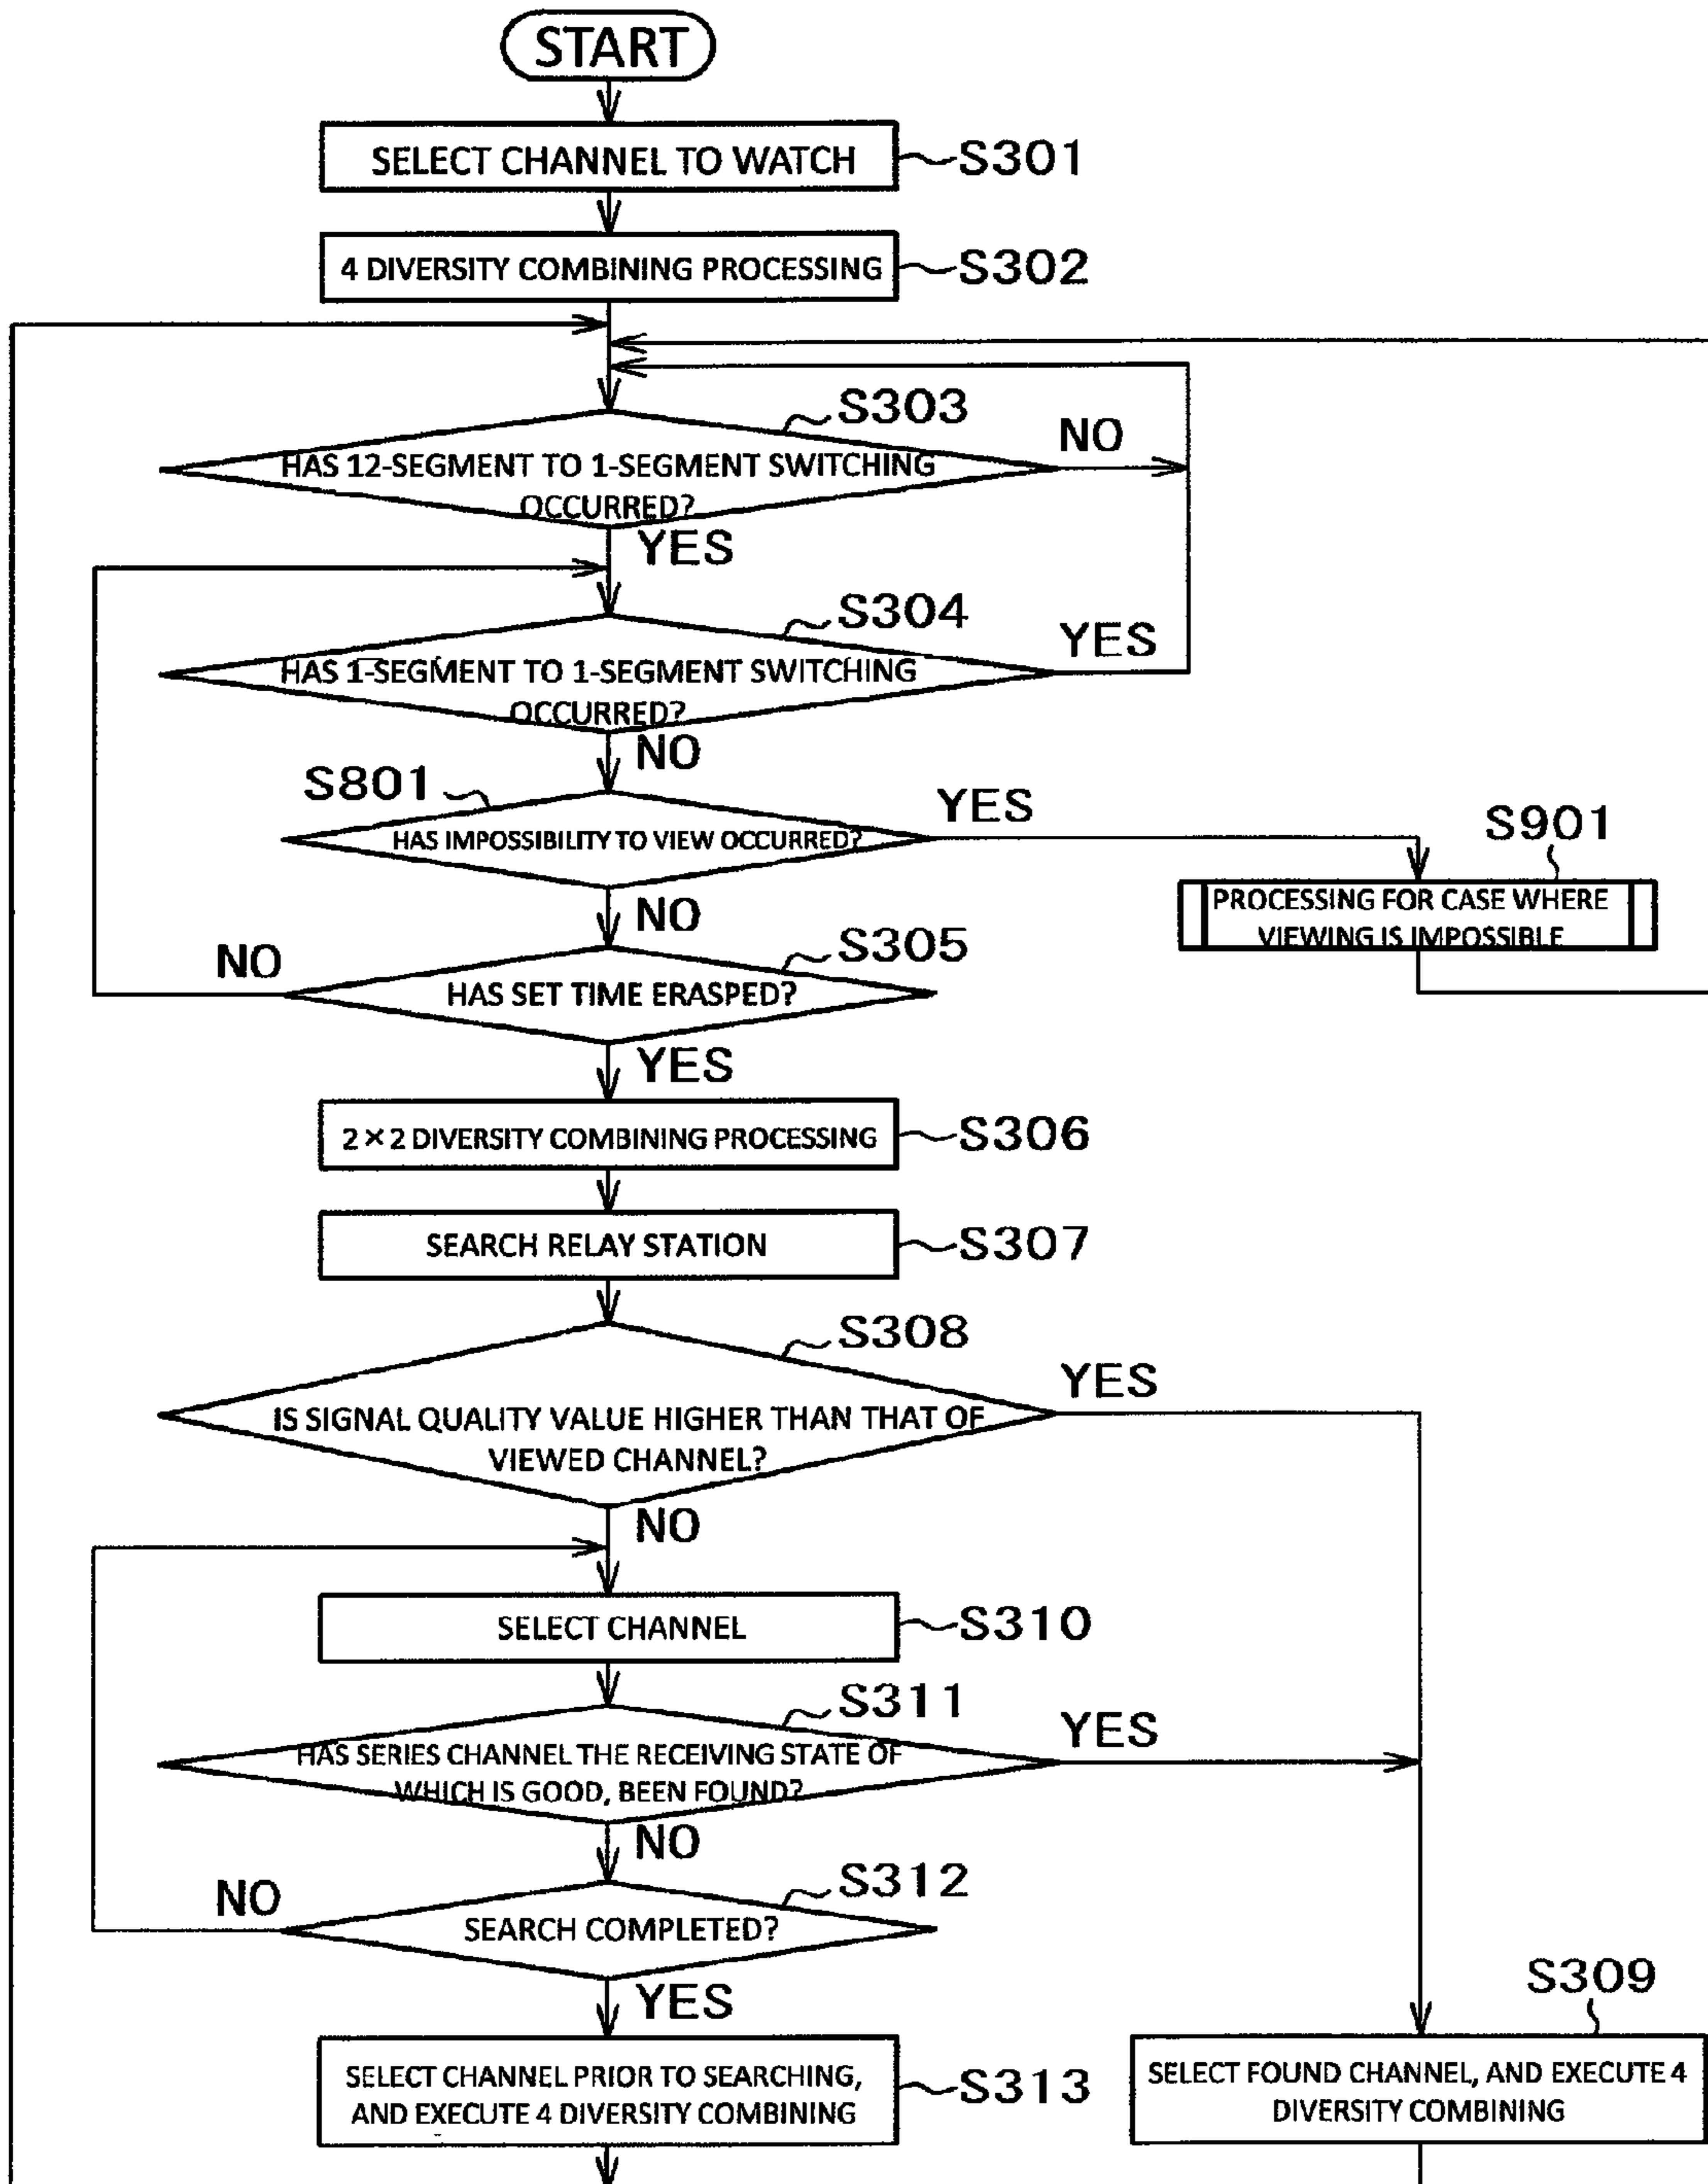 START
SELECT CHANNEL TO WATCH
S301
4 DIVERSITY COMBINING PROCESSING
S302
S303
NO
HAS 12-SEGMENT TO 1-SEGMENT SWITCHING
OCCURRED?
YES
S304
YES
HAS 1-SEGMENT TO 1-SEGMENT SWITCHING
OCCURRED?
NO
S801
YES
HAS IMPOSSIBILITY TO VIEW OCCURRED?
S901
PROCESSING FOR CASE WHERE
VIEWING IS IMPOSSIBLE
NO
S305
NO
HAS SET TIME ERASPED?
YES
2 × 2 DIVERSITY COMBINING PROCESSING
S306
SEARCH RELAY STATION
S307
S308
YES
IS SIGNAL QUALITY VALUE HIGHER THAN THAT OF
VIEWED CHANNEL?
NO
SELECT CHANNEL
S310
S311
YES
HAS SERIES CHANNEL THE RECEIVING STATE OF
WHICH IS GOOD, BEEN FOUND?
NO
S312
NO
SEARCH COMPLETED?
YES
S309
SELECT CHANNEL PRIOR TO SEARCHING,
AND EXECUTE 4 DIVERSITY COMBINING
S313
SELECT FOUND CHANNEL, AND EXECUTE 4
DIVERSITY COMBINING